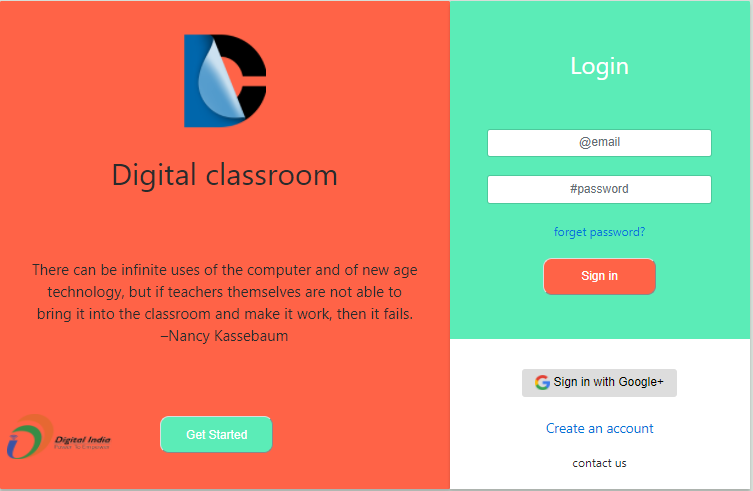 Digital classroom
There can be infinite uses of the computer and of new age
technology, but if teachers themselves are not able to
bring it into the classroom and make it work, then it fails.
–Nancy Kassebaum
Digital India
Power To Empower
Get Started
Login
@email
#password
forget password?
Sign in
Sign in with Google+
Create an account
contact us